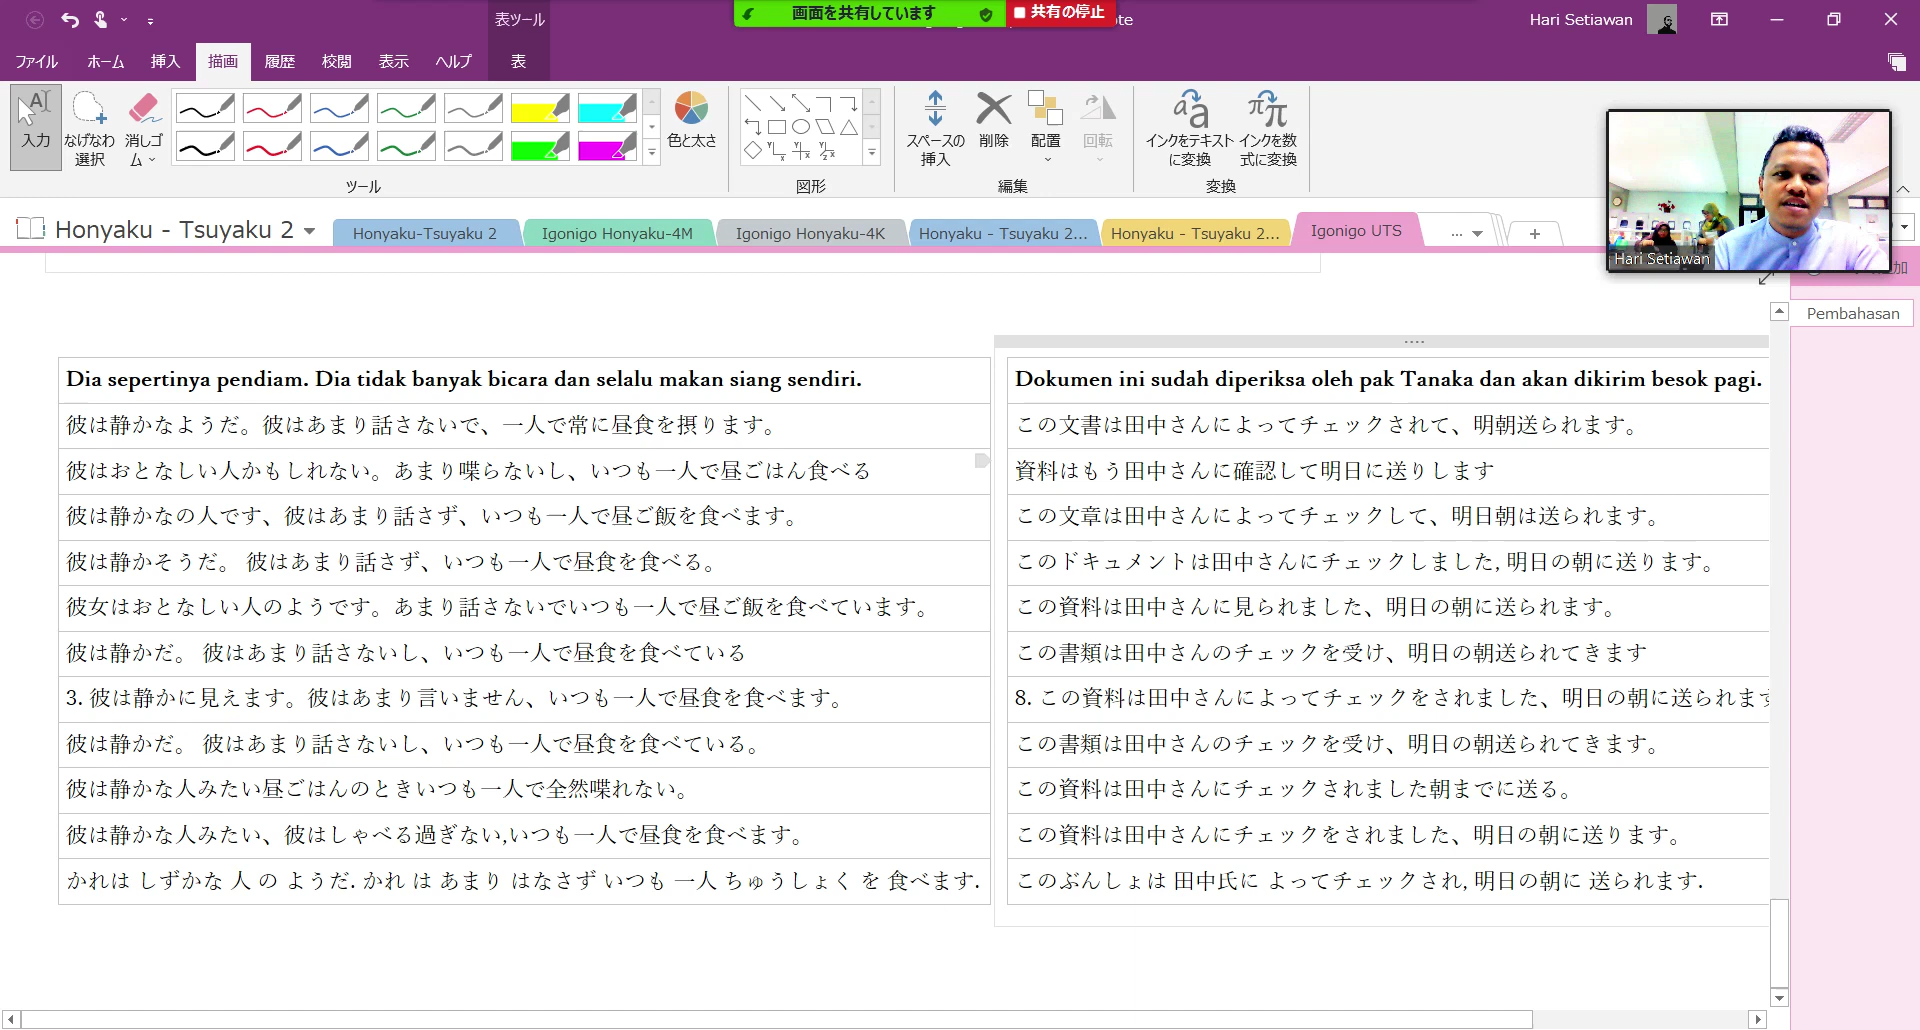 表ツール
画面を共有しています
共有の停止
ote
Hari Setiawan
ファイル
ホーム
挿入
描画
履歴
校閲
表示
ヘルプ
表
入力
なげなわ
選択
消しゴ
ム
色と太さ
スペースの
挿入
削除
配置
回転
インクをテキスト
に変換
インクを数
式に変換
ツール
図形
編集
変換
Honyaku - Tsuyaku 2
Honyaku-Tsuyaku 2
Igonigo Honyaku-4M
Igonigo Honyaku-4K
Honyaku - Tsuyaku 2...
Honyaku - Tsuyaku 2...
Igonigo UTS
...
Hari Setiawan
Pembahasan
Dia sepertinya pendiam. Dia tidak banyak bicara dan selalu makan siang sendiri.
彼は静かなようだ。彼はあまり話さないで、一人で常に昼食を摂ります。
彼はおとなしい人かもしれない。あまり喋らないし、いつも一人で昼ごはん食べる
彼は静かなの人です、彼はあまり話さず、いつも一人で昼ご飯を食べます。
彼は静かそうだ。 彼はあまり話さず、いつも一人で昼食を食べる。
彼女はおとなしい人のようです。あまり話さないでいつも一人で昼ご飯を食べています。
彼は静かだ。 彼はあまり話さないし、いつも一人で昼食を食べている
3. 彼は静かに見えます。彼はあまり言いません、いつも一人で昼食を食べます。
彼は静かだ。 彼はあまり話さないし、いつも一人で昼食を食べている。
彼は静かな人みたい昼ごはんのときいつも一人で全然喋れない。
彼は静かな人みたい、彼はしゃべる過ぎない,いつも一人で昼食を食べます。
かれは しずかな 人 の ようだ. かれ は あまり はなさず いつも 一人 ちゅうしょく を 食べます.
Dokumen ini sudah diperiksa oleh pak Tanaka dan akan dikirim besok pagi.
この文書は田中さんによってチェックされて、明朝送られます。
資料はもう田中さんに確認して明日に送りします
この文章は田中さんによってチェックして、明日朝は送られます。
このドキュメントは田中さんにチェックしました, 明日の朝に送ります。
この資料は田中さんに見られました、明日の朝に送られます。
この書類は田中さんのチェックを受け、明日の朝送られてきます
8. この資料は田中さんによってチェックをされました、明日の朝に送られます
この書類は田中さんのチェックを受け、明日の朝送られてきます。
この資料は田中さんにチェックされました朝までに送る。
この資料は田中さんにチェックをされました、明日の朝に送ります。
このぶんしょは 田中氏に よってチェックされ, 明日の朝に 送られます.